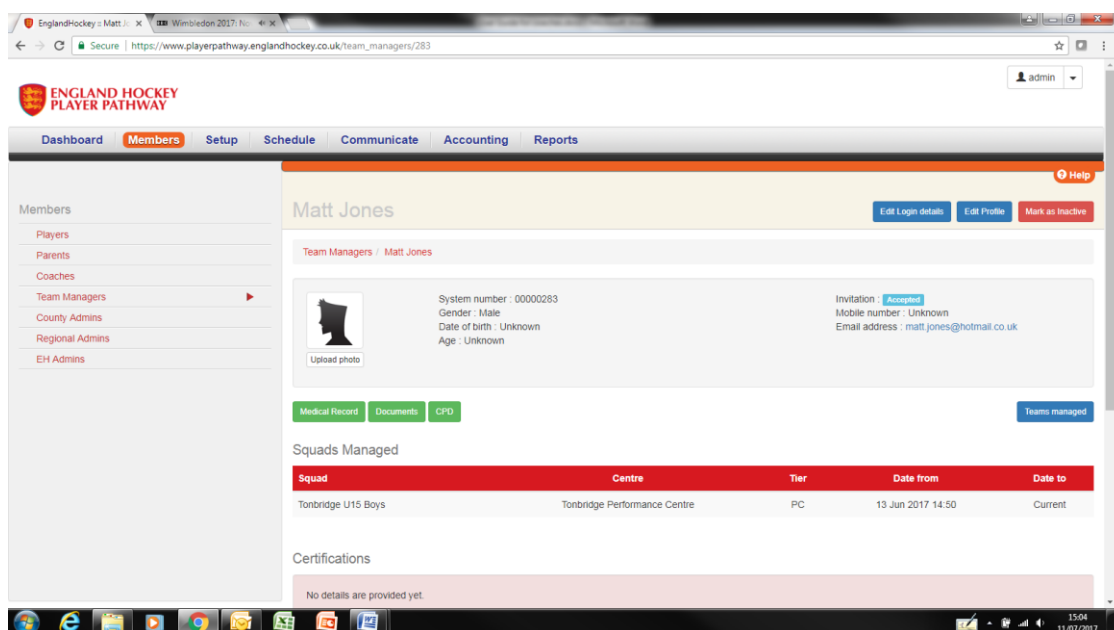 EnglandHockey :: Matt Jo
Wimbledon 2017: No
Secure | https://www.playerpathway.englandhockey.co.uk/team_managers/283
admin
ENGLAND HOCKEY
PLAYER PATHWAY
Dashboard Members Setup Schedule Communicate Accounting Reports
Help
Members
Players
Parents
Coaches
Team Managers
County Admins
Regional Admins
EH Admins
Matt Jones
Edit Login details Edit Profile Mark as Inactive
Team Managers / Matt Jones
Upload photo
System number : 00000283
Gender : Male
Date of birth : Unknown
Age : Unknown
Invitation : Accepted
Mobile number : Unknown
Email address : matt.jones@hotmail.co.uk
Medical Record Documents CPD
Teams managed
Squads Managed
Squad Centre Tier Date from Date to
Tonbridge U15 Boys Tonbridge Performance Centre PC 13 Jun 2017 14:50 Current
Certifications
No details are provided yet.
15:04
11/07/2017